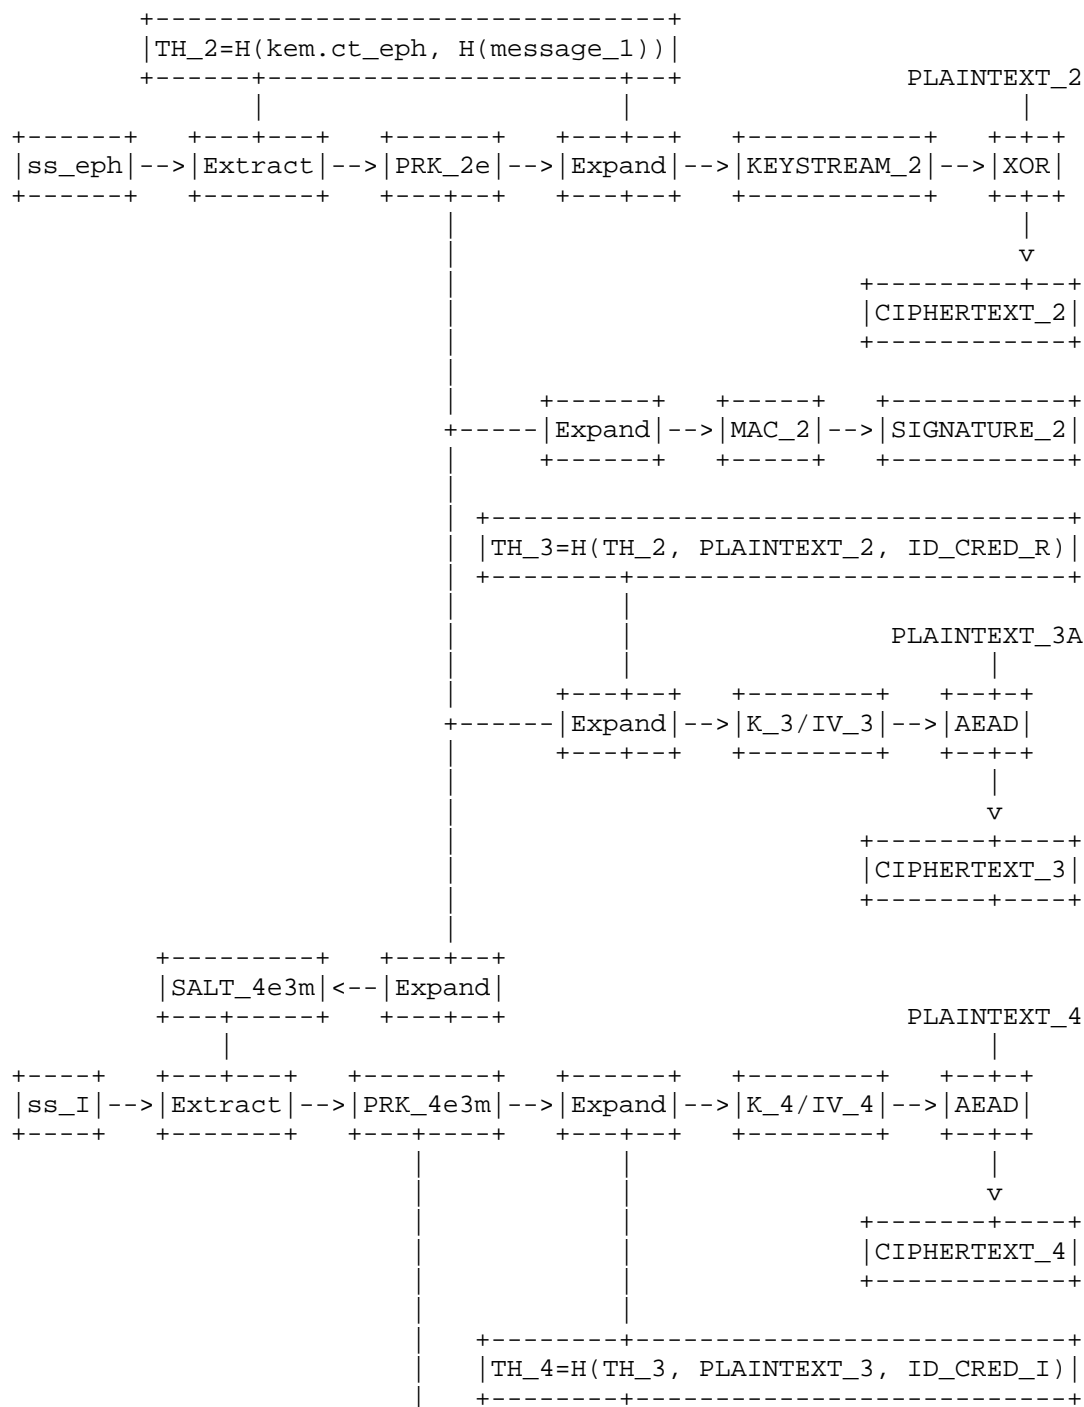 TH_2=H(kem.ct_eph, H(message_1))
PLAINTEXT_2
ss_eph Extract PRK_2e Expand KEYSTREAM_2 XOR
v
CIPHERTEXT_2
Expand MAC_2 SIGNATURE_2
TH_3=H(TH_2, PLAINTEXT_2, ID_CRED_R)
PLAINTEXT_3A
Expand K_3/IV_3 AEAD
v
CIPHERTEXT_3
SALT_4e3m Expand
PLAINTEXT_4
ss_I Extract PRK_4e3m Expand K_4/IV_4 AEAD
v
CIPHERTEXT_4
TH_4=H(TH_3, PLAINTEXT_3, ID_CRED_I)